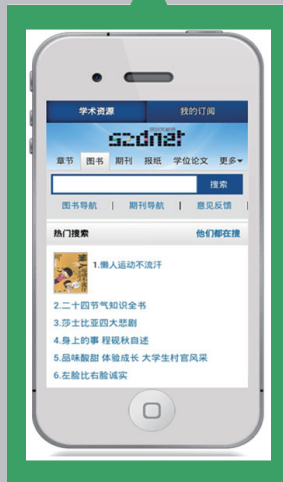 学术资源 我的订阅
szdnet
章节 图书 期刊 报纸 学位论文 更多▾
搜索
图书导航 | 期刊导航 | 意见反馈 |
热门搜索 他们都在搜
1.懒人运动不流汗
2.二十四节气知识全书
3.莎士比亚四大悲剧
4.身上的事 程砚秋自述
5.品味酸甜 体验成长 大学生村官风采
6.左脸比右脸诚实